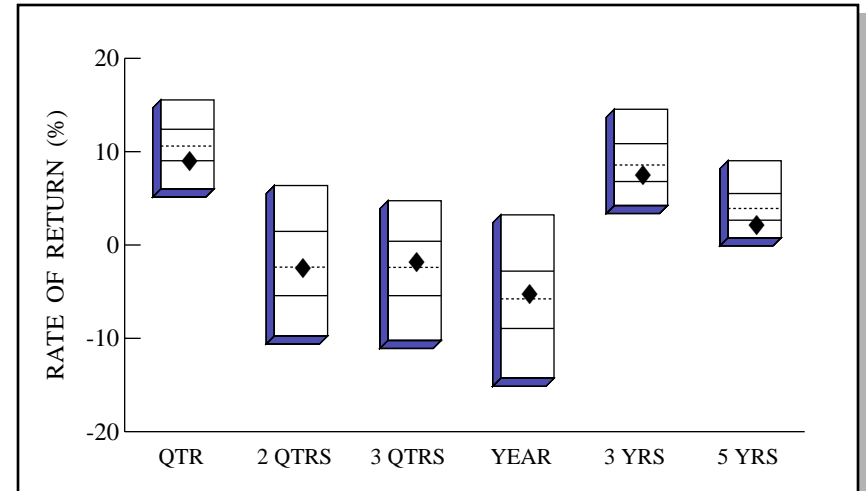 20
10
0
-10
-20
RATE OF RETURN (%)
QTR 2 QTRS 3 QTRS YEAR 3 YRS 5 YRS